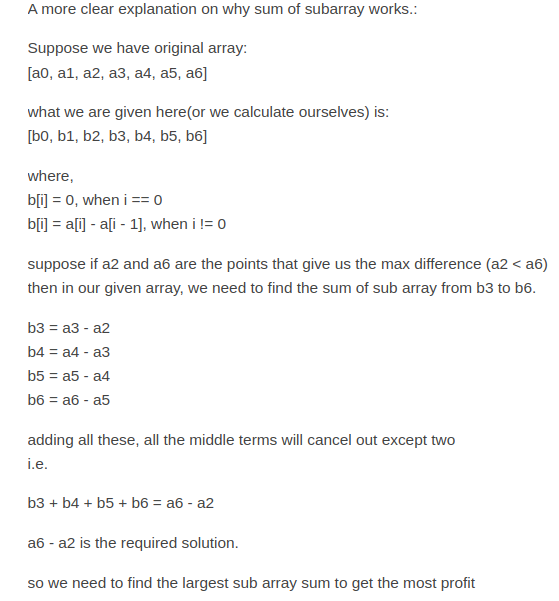 A more clear explanation on why sum of subarray works.:
Suppose we have original array:
[a0, a1, a2, a3, a4, a5, a6]
what we are given here(or we calculate ourselves) is:
[b0, b1, b2, b3, b4, b5, b6]
where,
b[i] = 0, when i == 0
b[i] = a[i] - a[i - 1], when i != 0
suppose if a2 and a6 are the points that give us the max difference (a2 < a6)
then in our given array, we need to find the sum of sub array from b3 to b6.
b3 = a3 - a2
b4 = a4 - a3
b5 = a5 - a4
b6 = a6 - a5
adding all these, all the middle terms will cancel out except two
i.e.
b3 + b4 + b5 + b6 = a6 - a2
a6 - a2 is the required solution.
so we need to find the largest sub array sum to get the most profit